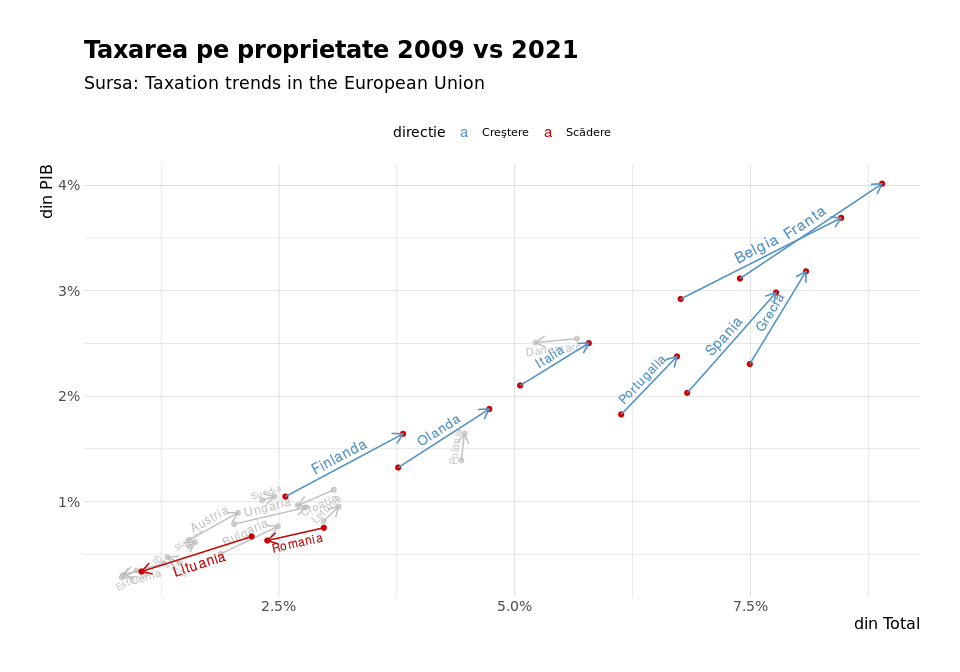 Taxarea pe proprietate 2009 vs 2021
Sursa: Taxation trends in the European Union
directie a Creștere a Scădere
din PIB
4%
3%
2%
1%
Franta
Belgia
Grecia
Spania
Danemarca
Italia
Portugalia
Olanda
Polonia
Finlanda
Suedia
Ungaria
Croatia
Letonia
Austria
Bulgaria
Romania
Lituania
2.5% 5.0% 7.5%
din Total